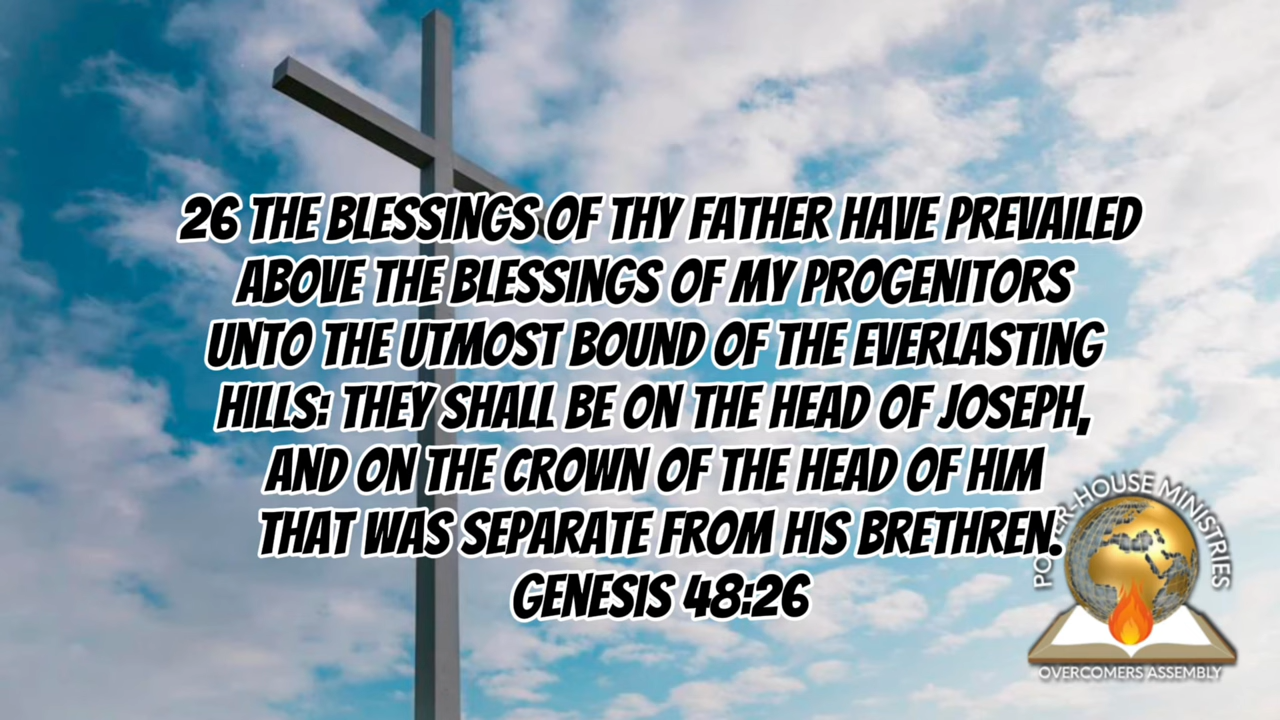 26 THE BLESSINGS OF THY FATHER HAVE PREVAILED
ABOVE THE BLESSINGS OF MY PROGENITORS
UNTO THE UTMOST BOUND OF THE EVERLASTING
HILLS: THEY SHALL BE ON THE HEAD OF JOSEPH,
AND ON THE CROWN OF THE HEAD OF HIM
THAT WAS SEPARATE FROM HIS BRETHREN.
GENESIS 48:26
POWER-HOUSE MINISTRIES
OVERCOMERS ASSEMBLY